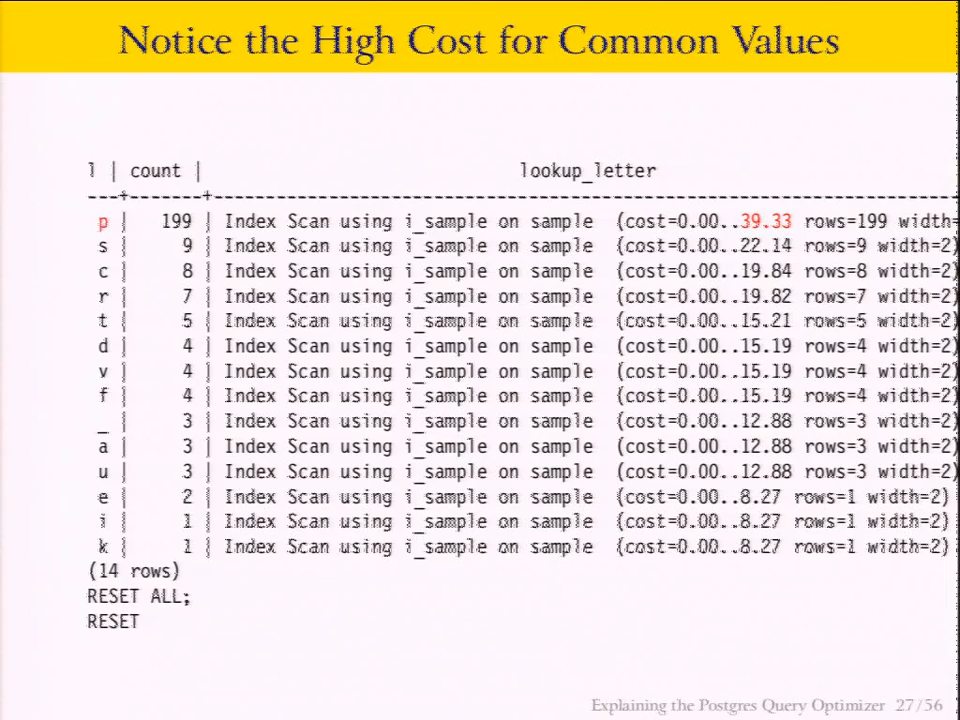 Notice the High Cost for Common Values
l | count | lookup_letter
---+-------+-----------------------------------------------------------------------------------
p | 199 | Index Scan using i_sample on sample (cost=0.00..39.33 rows=199 width=
s | 9 | Index Scan using i_sample on sample (cost=0.00..22.14 rows=9 width=2)
c | 8 | Index Scan using i_sample on sample (cost=0.00..19.84 rows=8 width=2)
r | 7 | Index Scan using i_sample on sample (cost=0.00..19.82 rows=7 width=2)
t | 5 | Index Scan using i_sample on sample (cost=0.00..15.21 rows=5 width=2)
d | 4 | Index Scan using i_sample on sample (cost=0.00..15.19 rows=4 width=2)
v | 4 | Index Scan using i_sample on sample (cost=0.00..15.19 rows=4 width=2)
f | 4 | Index Scan using i_sample on sample (cost=0.00..15.19 rows=4 width=2)
_ | 3 | Index Scan using i_sample on sample (cost=0.00..12.88 rows=3 width=2)
a | 3 | Index Scan using i_sample on sample (cost=0.00..12.88 rows=3 width=2)
u | 3 | Index Scan using i_sample on sample (cost=0.00..12.88 rows=3 width=2)
e | 2 | Index Scan using i_sample on sample (cost=0.00..8.27 rows=1 width=2)
i | 1 | Index Scan using i_sample on sample (cost=0.00..8.27 rows=1 width=2)
k | 1 | Index Scan using i_sample on sample (cost=0.00..8.27 rows=1 width=2)
(14 rows)
RESET ALL;
RESET
Explaining the Postgres Query Optimizer 27/56